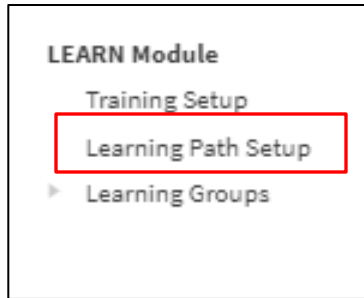 LEARN Module
Training Setup
Learning Path Setup
Learning Groups